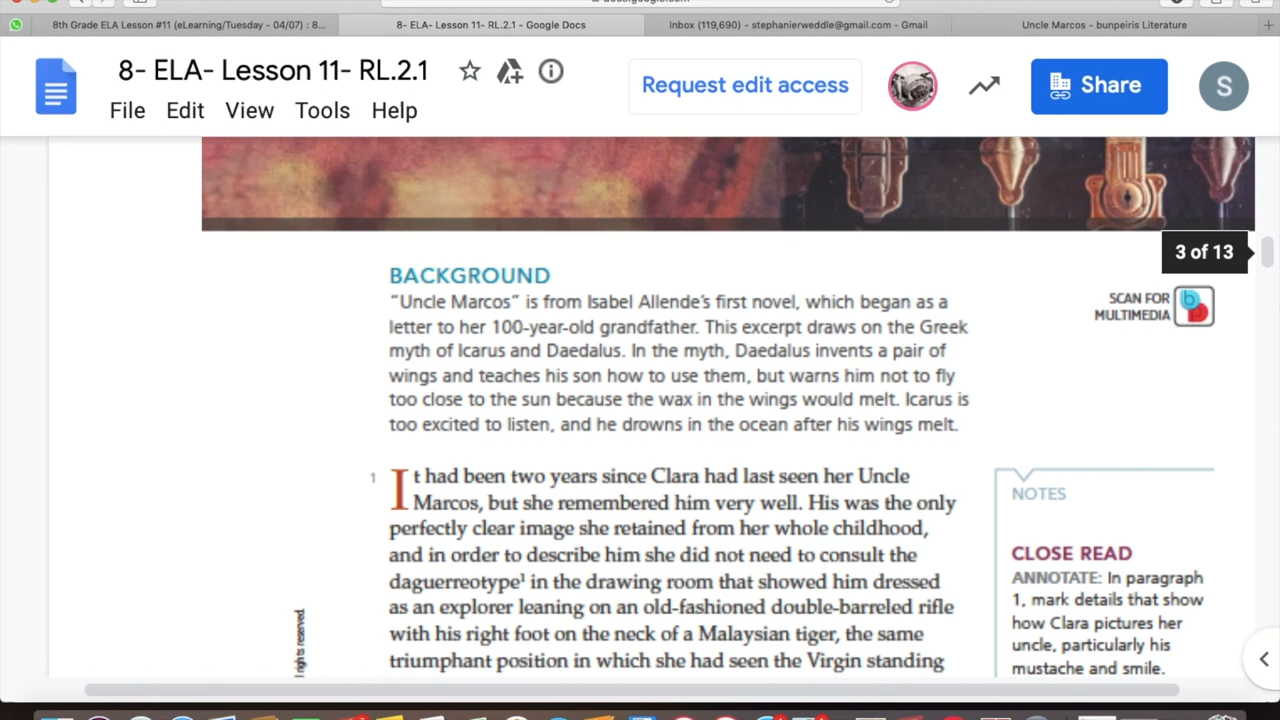 8th Grade ELA Lesson #11 (eLearning/Tuesday - 04/07) : 8...
8- ELA- Lesson 11- RL.2.1 - Google Docs
Inbox (119,690) - stephanierweddle@gmail.com - Gmail
Uncle Marcos - bunpeiris Literature
8- ELA- Lesson 11- RL.2.1
Request edit access
Share
S
File Edit View Tools Help
3 of 13
BACKGROUND
"Uncle Marcos" is from Isabel Allende's first novel, which began as a
letter to her 100-year-old grandfather. This excerpt draws on the Greek
myth of Icarus and Daedalus. In the myth, Daedalus invents a pair of
wings and teaches his son how to use them, but warns him not to fly
too close to the sun because the wax in the wings would melt. Icarus is
too excited to listen, and he drowns in the ocean after his wings melt.
SCAN FOR
MULTIMEDIA
1
It had been two years since Clara had last seen her Uncle
Marcos, but she remembered him very well. His was the only
perfectly clear image she retained from her whole childhood,
and in order to describe him she did not need to consult the
daguerreotype¹ in the drawing room that showed him dressed
as an explorer leaning on an old-fashioned double-barreled rifle
with his right foot on the neck of a Malaysian tiger, the same
triumphant position in which she had seen the Virgin standing
NOTES
CLOSE READ
ANNOTATE: In paragraph
1, mark details that show
how Clara pictures her
uncle, particularly his
mustache and smile.
rights reserved.